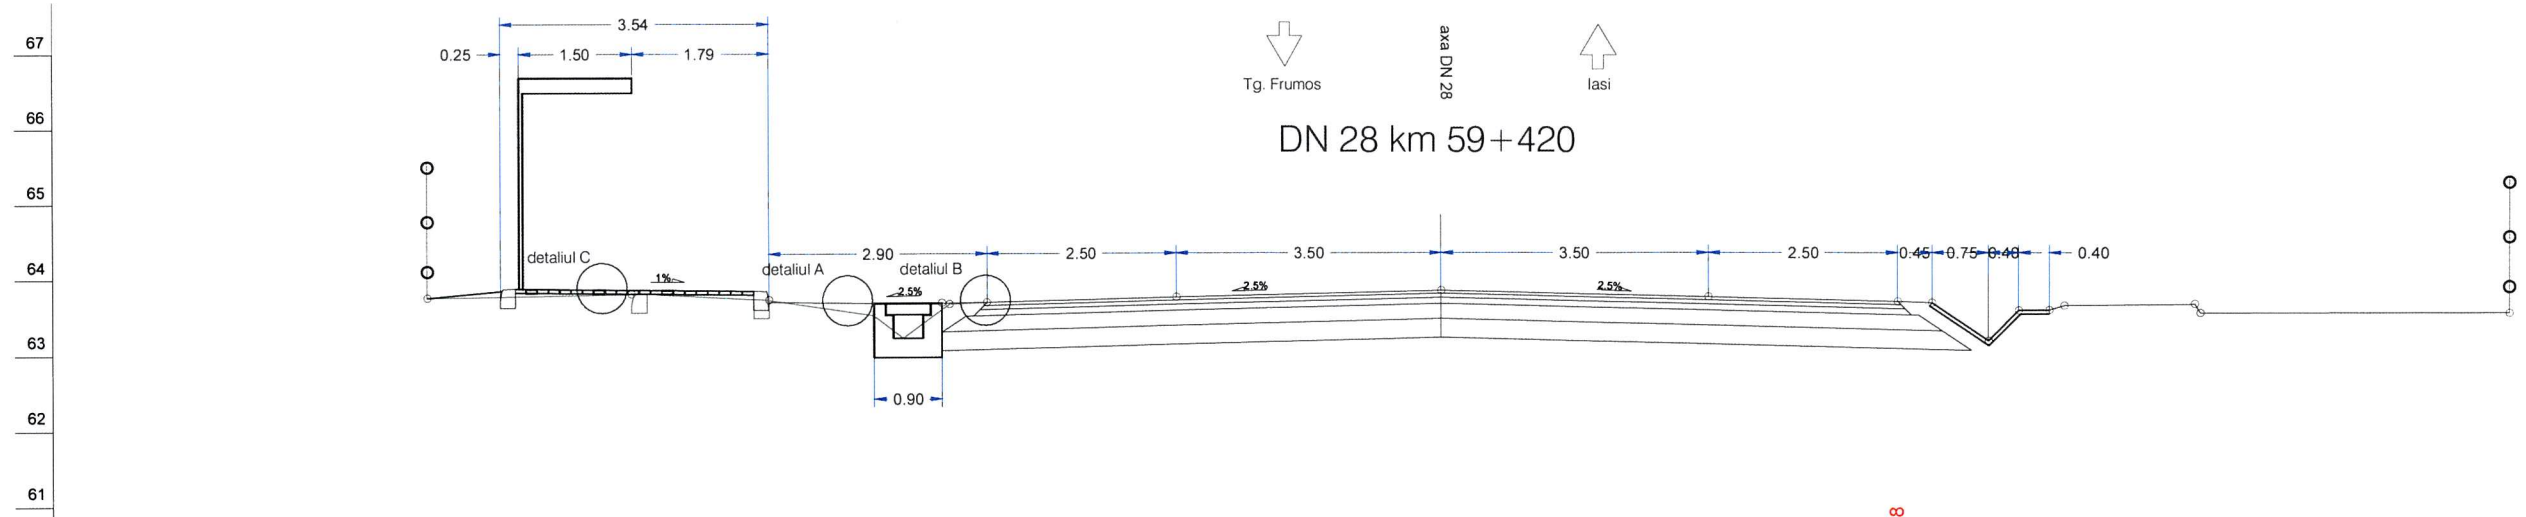 3.54
0.25 1.50 1.79
67
66
65
64
63
62
61
Tg. Frumos
axa DN 28
Iasi
DN 28 km 59+420
2.90 2.50 3.50 3.50 2.50 0.45 0.75 0.40 0.40
detaliul C
detaliul A
detaliul B
1%
2.5%
2.5%
2.5%
0.90
8